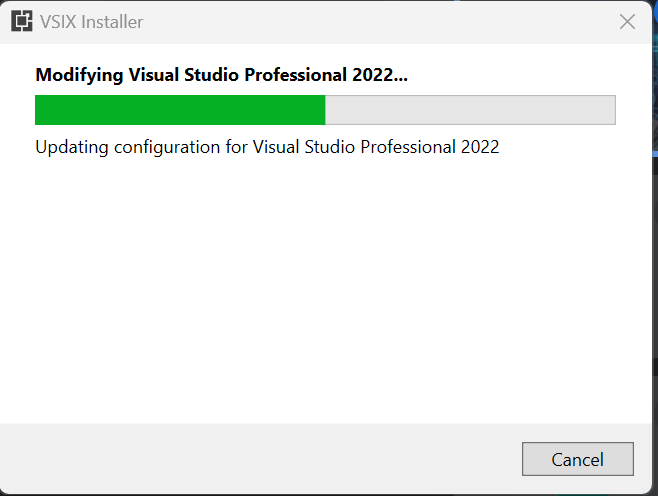 VSIX Installer
Modifying Visual Studio Professional 2022...
Updating configuration for Visual Studio Professional 2022
Cancel